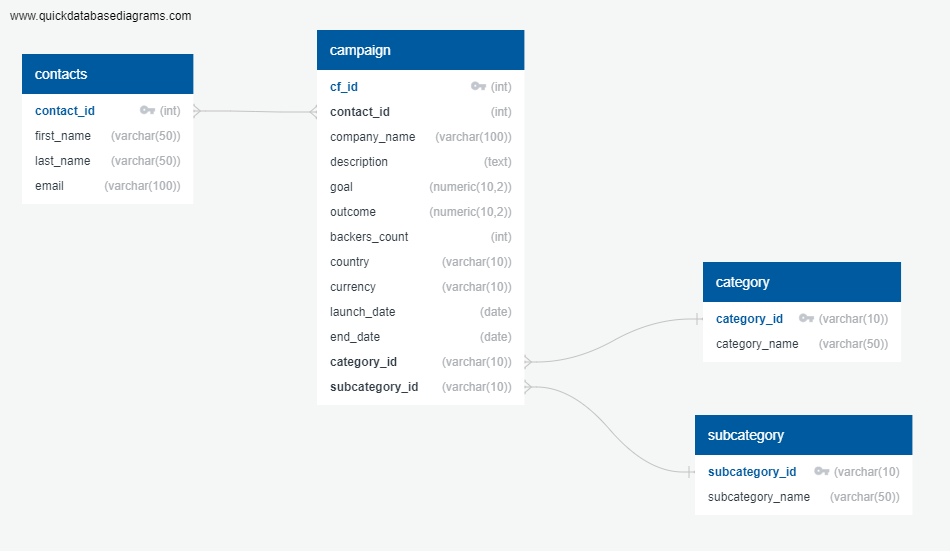 www.quickdatabasediagrams.com
contacts
contact_id (int)
first_name (varchar(50))
last_name (varchar(50))
email (varchar(100))
campaign
cf_id (int)
contact_id (int)
company_name (varchar(100))
description (text)
goal (numeric(10,2))
outcome (numeric(10,2))
backers_count (int)
country (varchar(10))
currency (varchar(10))
launch_date (date)
end_date (date)
category_id (varchar(10))
subcategory_id (varchar(10))
category
category_id (varchar(10))
category_name (varchar(50))
subcategory
subcategory_id (varchar(10)
subcategory_name (varchar(50))